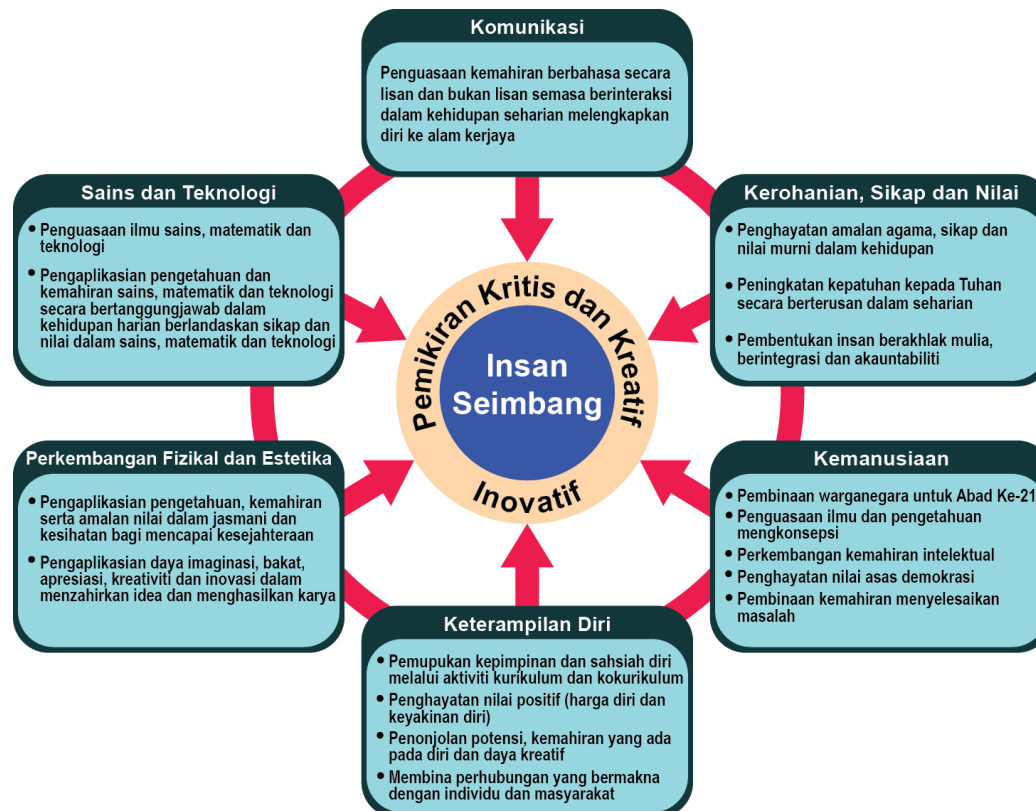 Komunikasi
Penguasaan kemahiran berbahasa secara
lisan dan bukan lisan semasa berinteraksi
dalam kehidupan seharian melengkapkan
diri ke alam kerjaya
Sains dan Teknologi
• Penguasaan ilmu sains, matematik dan
teknologi
• Pengaplikasian pengetahuan dan
kemahiran sains, matematik dan teknologi
secara bertanggungjawab dalam
kehidupan harian berlandaskan sikap dan
nilai dalam sains, matematik dan teknologi
Kerohanian, Sikap dan Nilai
• Penghayatan amalan agama, sikap dan
nilai murni dalam kehidupan
• Peningkatan kepatuhan kepada Tuhan
secara berterusan dalam seharian
• Pembentukan insan berakhlak mulia,
berintegrasi dan akauntabiliti
Pemikiran Kritis dan Kreatif
Insan
Seimbang
Inovatif
Perkembangan Fizikal dan Estetika
• Pengaplikasian pengetahuan, kemahiran
serta amalan nilai dalam jasmani dan
kesihatan bagi mencapai kesejahteraan
• Pengaplikasian daya imaginasi, bakat,
apresiasi, kreativiti dan inovasi dalam
menzahirkan idea dan menghasilkan karya
Kemanusiaan
• Pembinaan warganegara untuk Abad Ke-21
• Penguasaan ilmu dan pengetahuan
mengkonsepsi
• Perkembangan kemahiran intelektual
• Penghayatan nilai asas demokrasi
• Pembinaan kemahiran menyelesaikan
masalah
Keterampilan Diri
• Pemupukan kepimpinan dan sahsiah diri
melalui aktiviti kurikulum dan kokurikulum
• Penghayatan nilai positif (harga diri dan
keyakinan diri)
• Penonjolan potensi, kemahiran yang ada
pada diri dan daya kreatif
• Membina perhubungan yang bermakna
dengan individu dan masyarakat